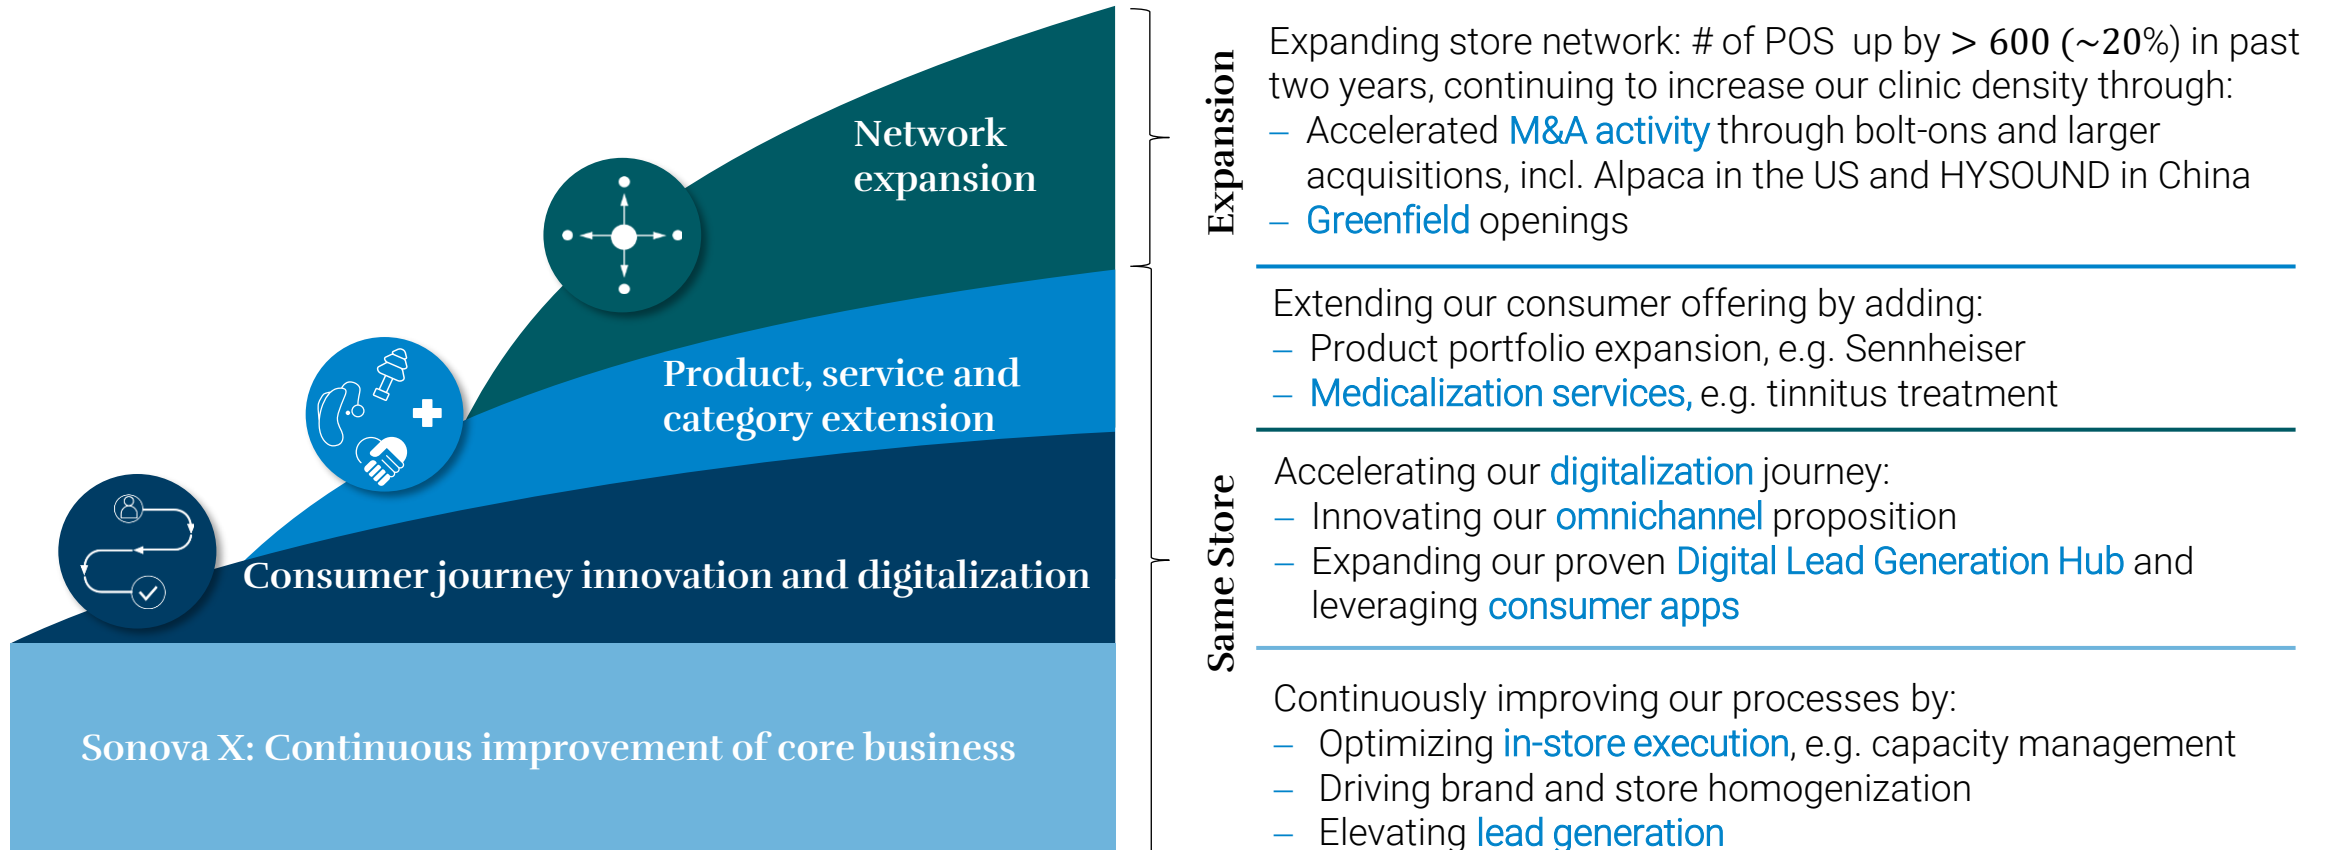 Network
expansion
Product, service and
category extension
Consumer journey innovation and digitalization
Sonova X: Continuous improvement of core business
Expansion
Same Store
Expanding store network: # of POS up by > 600 (~20%) in past
two years, continuing to increase our clinic density through:
– Accelerated M&A activity through bolt-ons and larger
acquisitions, incl. Alpaca in the US and HYSOUND in China
– Greenfield openings
Extending our consumer offering by adding:
– Product portfolio expansion, e.g. Sennheiser
– Medicalization services, e.g. tinnitus treatment
Accelerating our digitalization journey:
– Innovating our omnichannel proposition
– Expanding our proven Digital Lead Generation Hub and
leveraging consumer apps
Continuously improving our processes by:
– Optimizing in-store execution, e.g. capacity management
– Driving brand and store homogenization
– Elevating lead generation